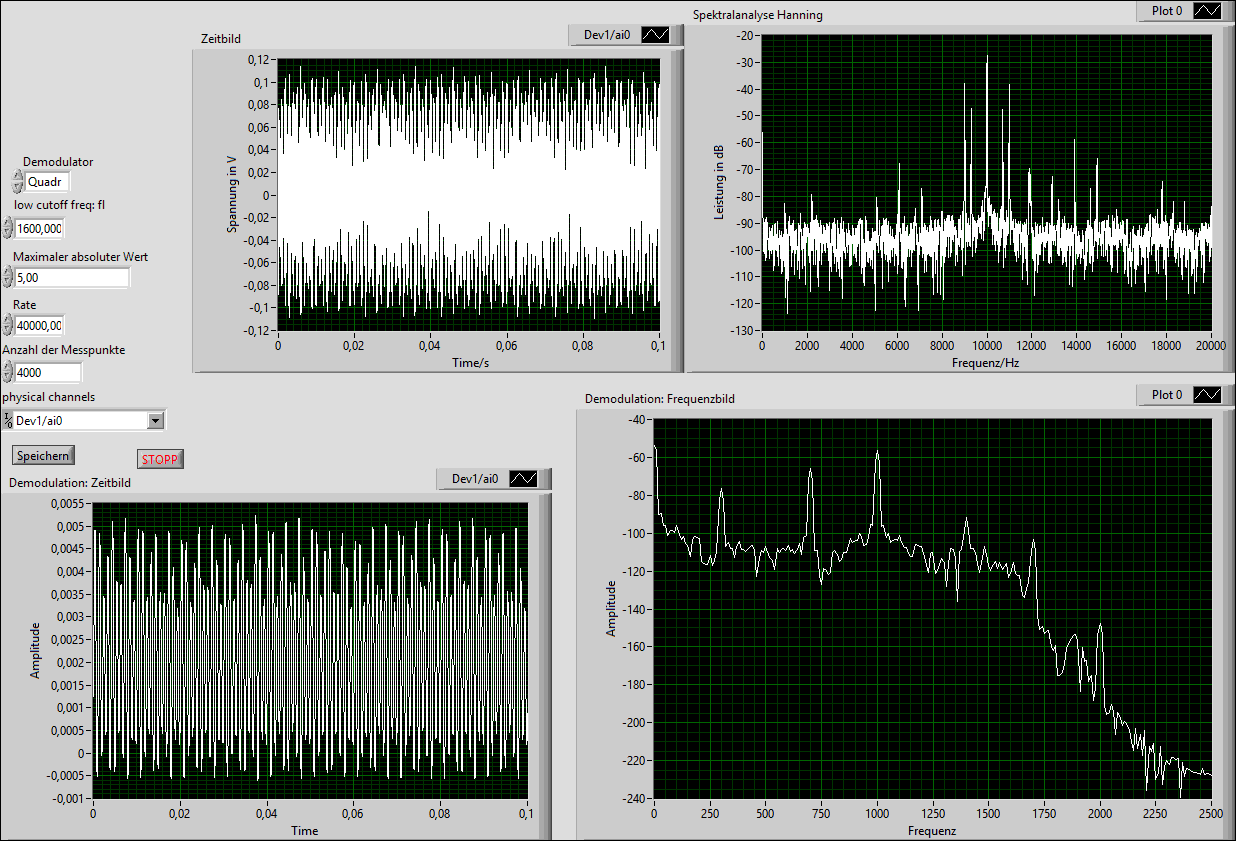 Demodulator
Quadr
low cutoff freq: fl
1600,000
Maximaler absoluter Wert
5,00
Rate
40000,00
Anzahl der Messpunkte
4000
physical channels
Dev1/ai0
Speichern
STOPP
Zeitbild
Dev1/ai0
Spannung in V
0,12
0,1
0,08
0,06
0,04
0,02
0
-0,02
-0,04
-0,06
-0,08
-0,1
-0,12
0 0,02 0,04 0,06 0,08 0,1
Time/s
Spektralanalyse Hanning
Plot 0
Leistung in dB
-20
-30
-40
-50
-60
-70
-80
-90
-100
-110
-120
-130
0 2000 4000 6000 8000 10000 12000 14000 16000 18000 20000
Frequenz/Hz
Demodulation: Zeitbild
Dev1/ai0
Amplitude
0,0055
0,005
0,0045
0,004
0,0035
0,003
0,0025
0,002
0,0015
0,001
0,0005
0
-0,0005
-0,001
0 0,02 0,04 0,06 0,08 0,1
Time
Demodulation: Frequenzbild
Plot 0
Amplitude
-40
-60
-80
-100
-120
-140
-160
-180
-200
-220
-240
0 250 500 750 1000 1250 1500 1750 2000 2250 2500
Frequenz